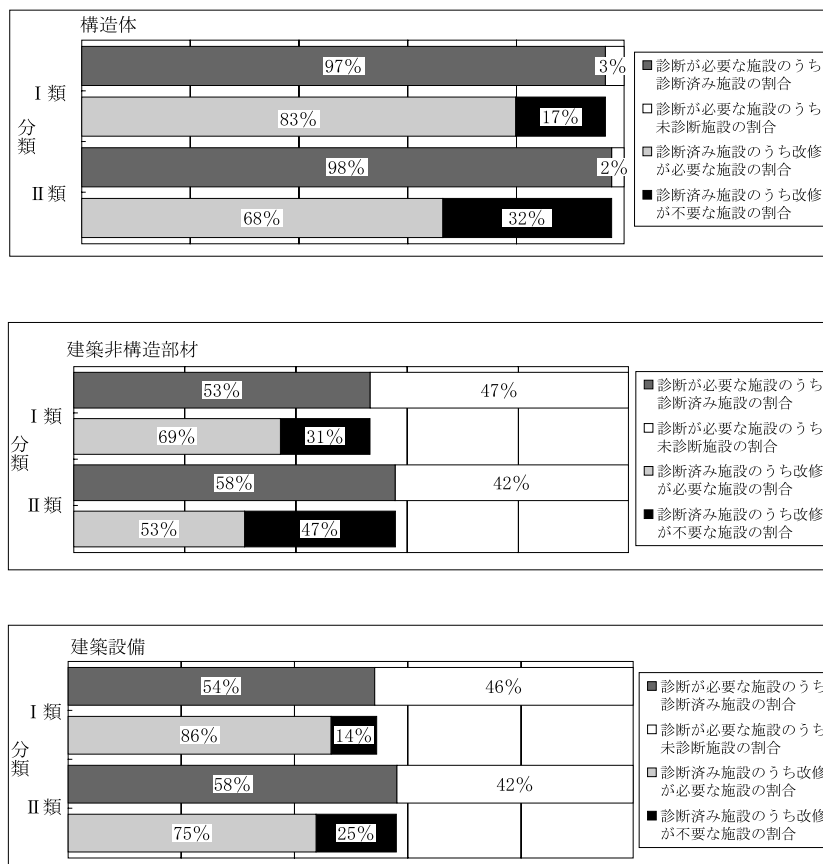 構造体
97%
3%
Ⅰ類
83%
17%
分類
98%
2%
Ⅱ類
68%
32%
診断が必要な施設のうち
診断済み施設の割合
診断が必要な施設のうち
未診断施設の割合
診断済み施設のうち改修
が必要な施設の割合
診断済み施設のうち改修
が不要な施設の割合
建築非構造部材
53%
47%
Ⅰ類
69%
31%
分類
58%
42%
Ⅱ類
53%
47%
診断が必要な施設のうち
診断済み施設の割合
診断が必要な施設のうち
未診断施設の割合
診断済み施設のうち改修
が必要な施設の割合
診断済み施設のうち改修
が不要な施設の割合
建築設備
54%
46%
Ⅰ類
86%
14%
分類
58%
42%
Ⅱ類
75%
25%
診断が必要な施設のうち
診断済み施設の割合
診断が必要な施設のうち
未診断施設の割合
診断済み施設のうち改修
が必要な施設の割合
診断済み施設のうち改修
が不要な施設の割合